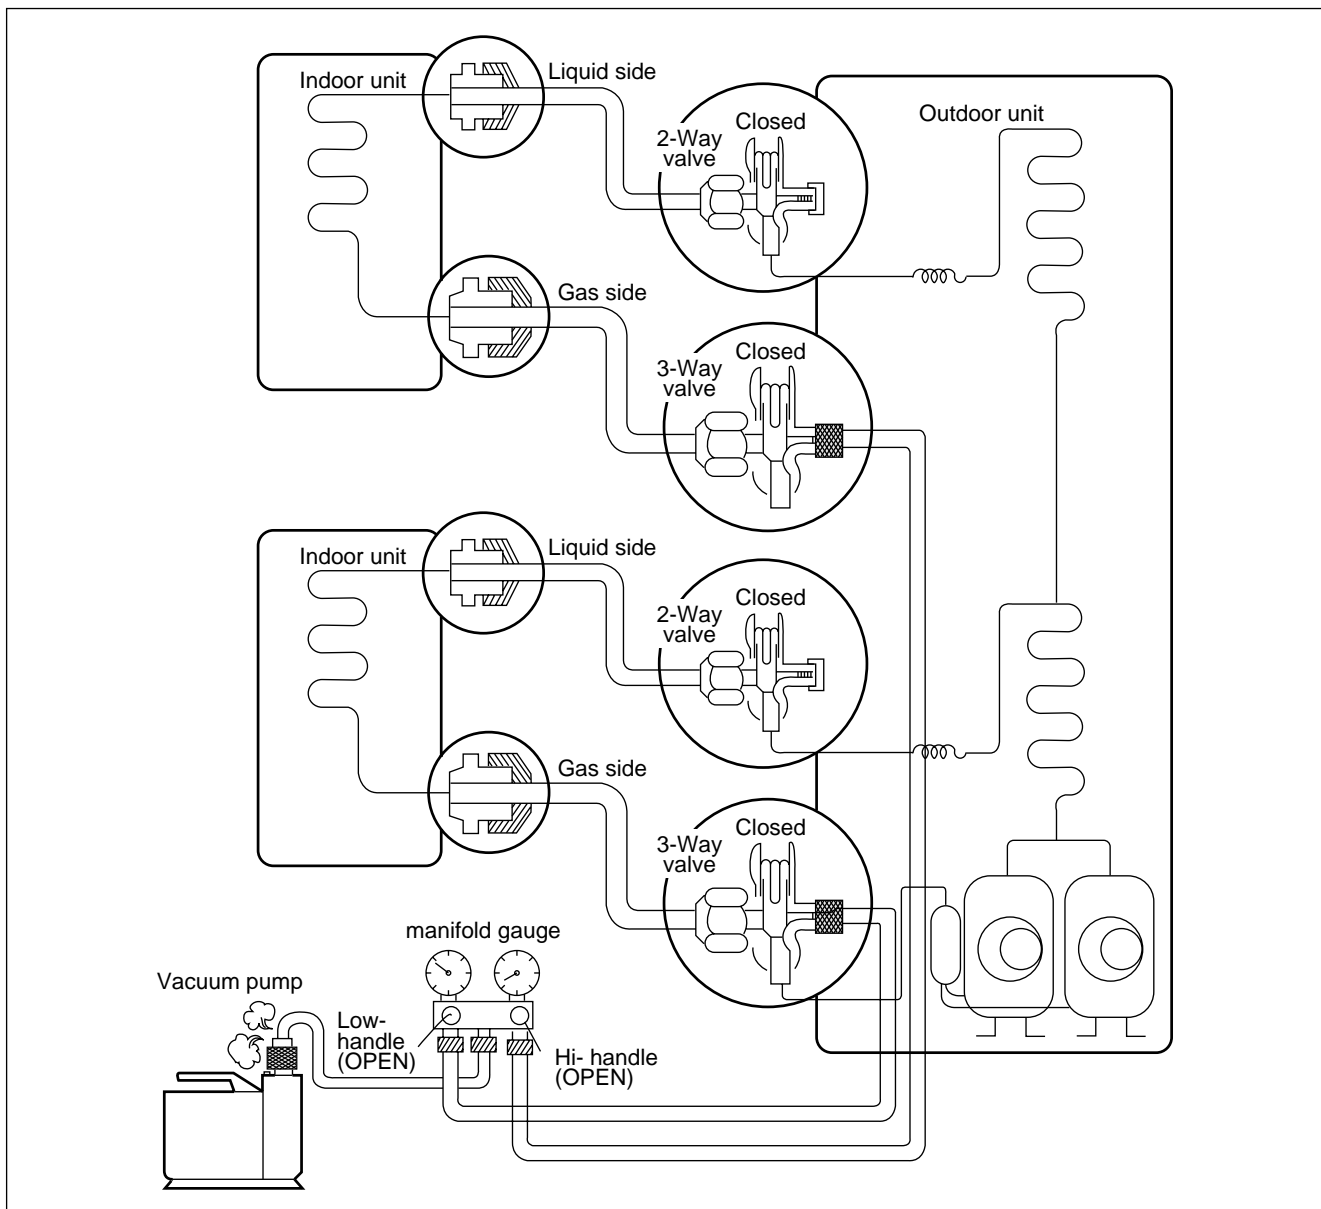 Indoor unit
Liquid side
Outdoor unit
Closed
2-Way
valve
Gas side
Closed
3-Way
valve
Indoor unit
Liquid side
Closed
2-Way
valve
Gas side
Closed
3-Way
valve
manifold gauge
Vacuum pump
Low-
handle
(OPEN)
Hi- handle
(OPEN)